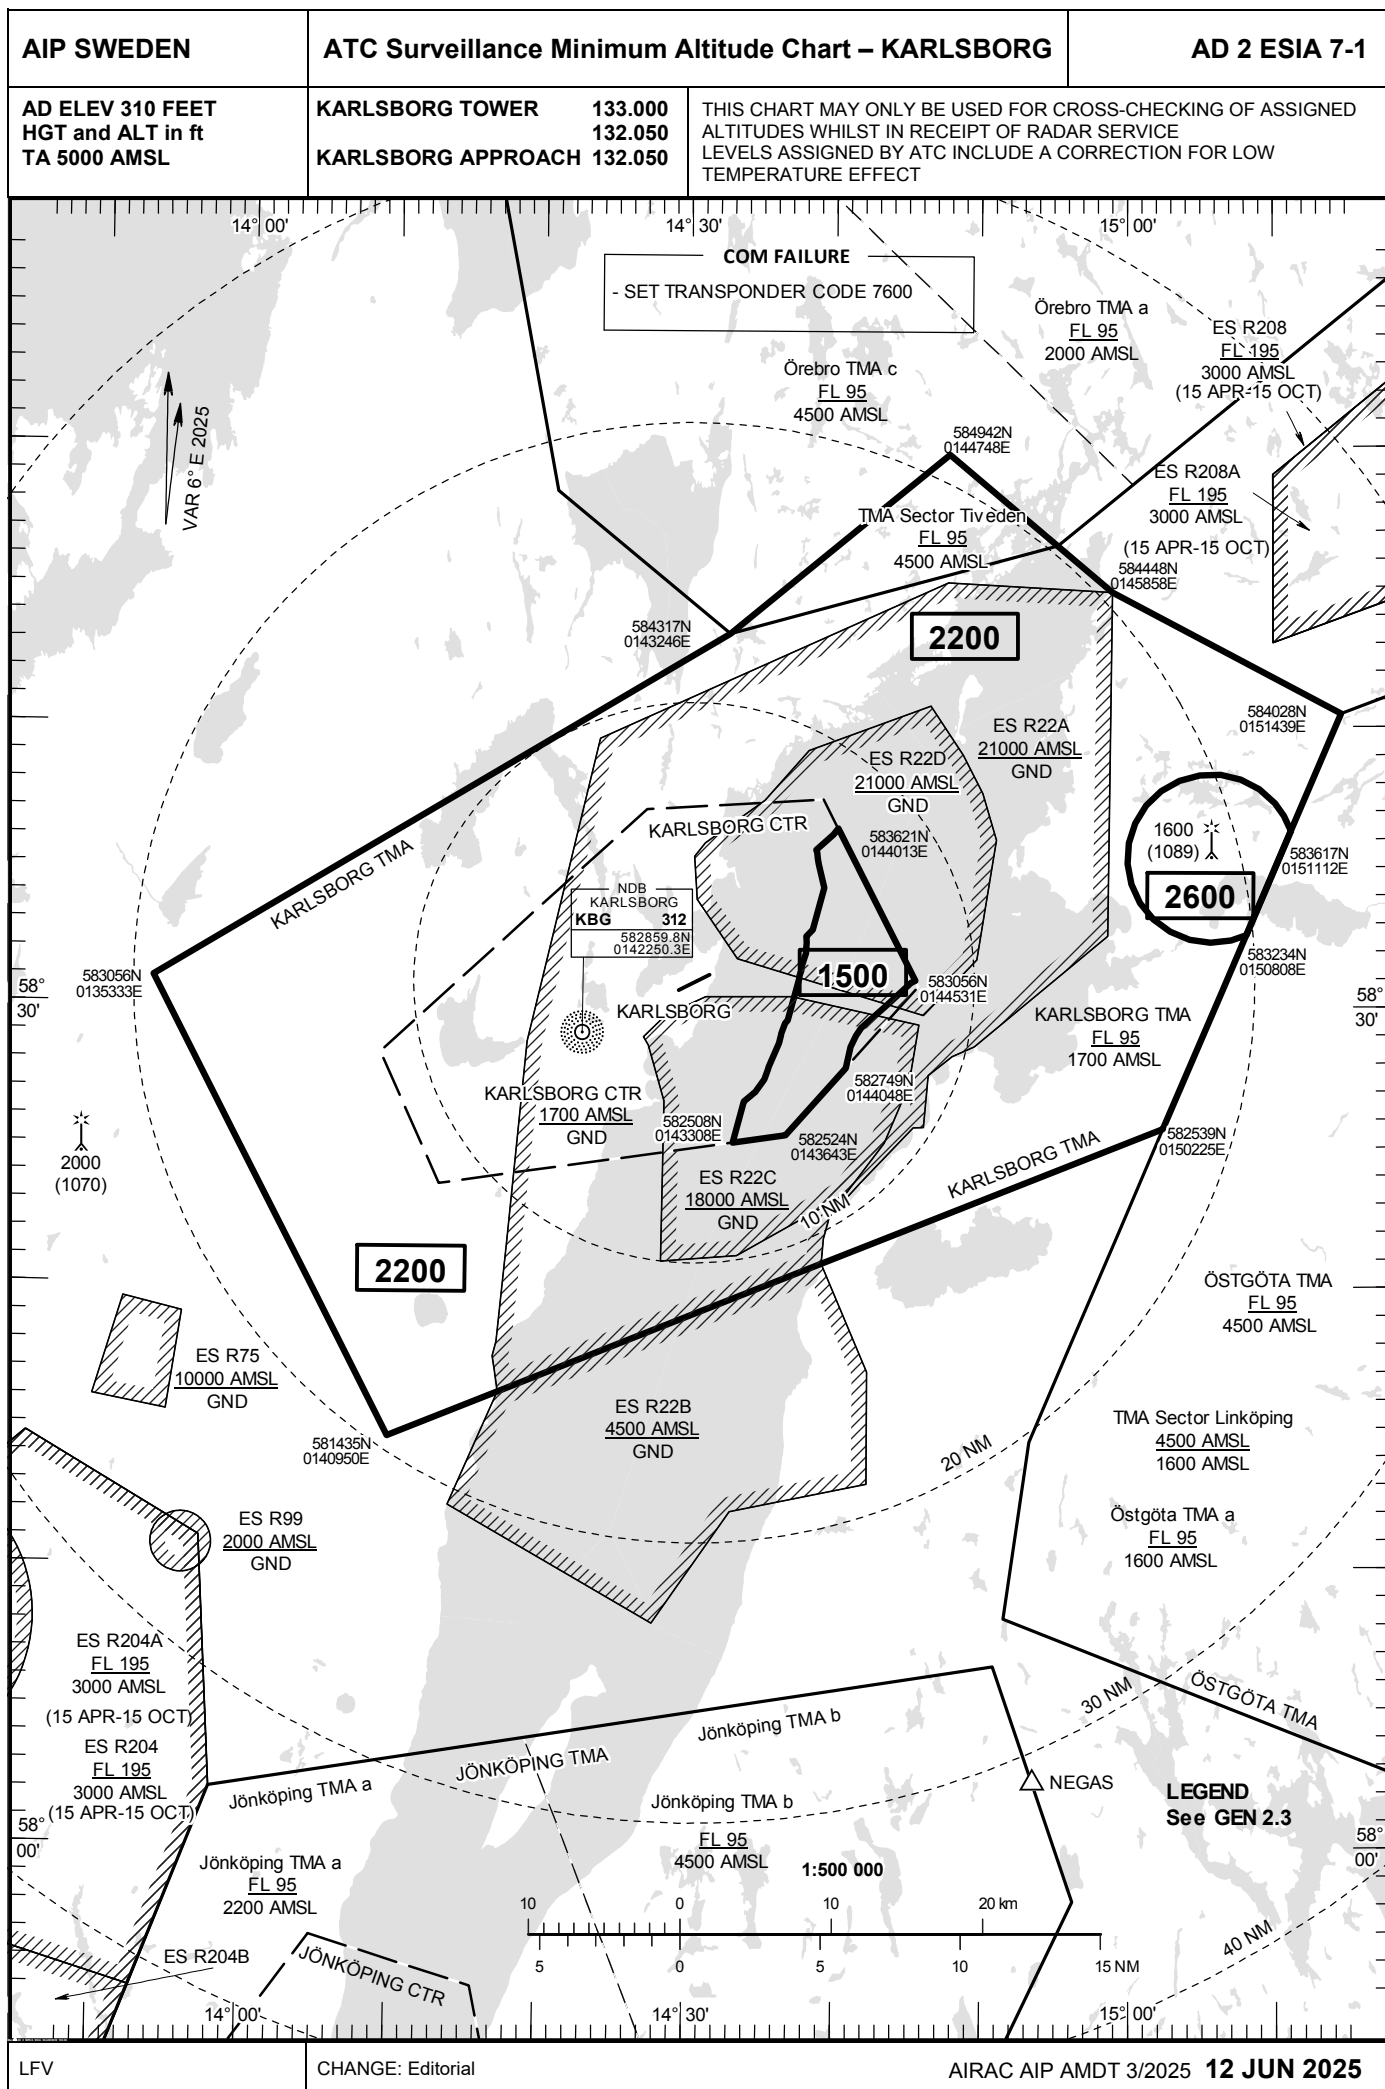 AIP SWEDEN
ATC Surveillance Minimum Altitude Chart – KARLSBORG
AD 2 ESIA 7-1
AD ELEV 310 FEET
HGT and ALT in ft
TA 5000 AMSL
KARLSBORG TOWER 133.000
132.050
KARLSBORG APPROACH 132.050
THIS CHART MAY ONLY BE USED FOR CROSS-CHECKING OF ASSIGNED
ALTITUDES WHILST IN RECEIPT OF RADAR SERVICE
LEVELS ASSIGNED BY ATC INCLUDE A CORRECTION FOR LOW
TEMPERATURE EFFECT
14° 00'
14° 30'
15° 00'
COM FAILURE
- SET TRANSPONDER CODE 7600
Örebro TMA a
FL 95
2000 AMSL
ES R208
FL 195
3000 AMSL
(15 APR-15 OCT)
Örebro TMA c
FL 95
4500 AMSL
VAR 6° E 2025
584942N
0144748E
ES R208A
FL 195
3000 AMSL
(15 APR-15 OCT)
TMA Sector Tiveden
FL 95
4500 AMSL
584448N
0145858E
584317N
0143246E
2200
584028N
0151439E
ES R22A
21000 AMSL
GND
ES R22D
21000 AMSL
GND
KARLSBORG CTR
583621N
0144013E
1600
(1089)
583617N
0151112E
2600
KARLSBORG TMA
NDB
KARLSBORG
KBG 312
582859.8N
0142250.3E
583234N
0150808E
583056N
0135333E
1500
583056N
0144531E
58°
30'
58°
30'
KARLSBORG
KARLSBORG TMA
FL 95
1700 AMSL
KARLSBORG CTR
1700 AMSL
GND
582749N
0144048E
582508N
0143308E
582524N
0143643E
582539N
0150225E
2000
(1070)
KARLSBORG TMA
ES R22C
18000 AMSL
GND
10 NM
2200
ÖSTGÖTA TMA
FL 95
4500 AMSL
ES R75
10000 AMSL
GND
ES R22B
4500 AMSL
GND
581435N
0140950E
TMA Sector Linköping
4500 AMSL
1600 AMSL
20 NM
ES R99
2000 AMSL
GND
Östgöta TMA a
FL 95
1600 AMSL
ES R204A
FL 195
3000 AMSL
(15 APR-15 OCT)
ES R204
FL 195
3000 AMSL
(15 APR-15 OCT)
30 NM
ÖSTGÖTA TMA
Jönköping TMA b
JÖNKÖPING TMA
Jönköping TMA a
NEGAS
LEGEND
See GEN 2.3
Jönköping TMA b
FL 95
4500 AMSL
1:500 000
58°
00'
58°
00'
Jönköping TMA a
FL 95
2200 AMSL
10 0 10 20 km
5 0 5 10 15 NM
40 NM
ES R204B
JÖNKÖPING CTR
14° 00'
14° 30'
15° 00'
LFV
CHANGE: Editorial
AIRAC AIP AMDT 3/2025 12 JUN 2025